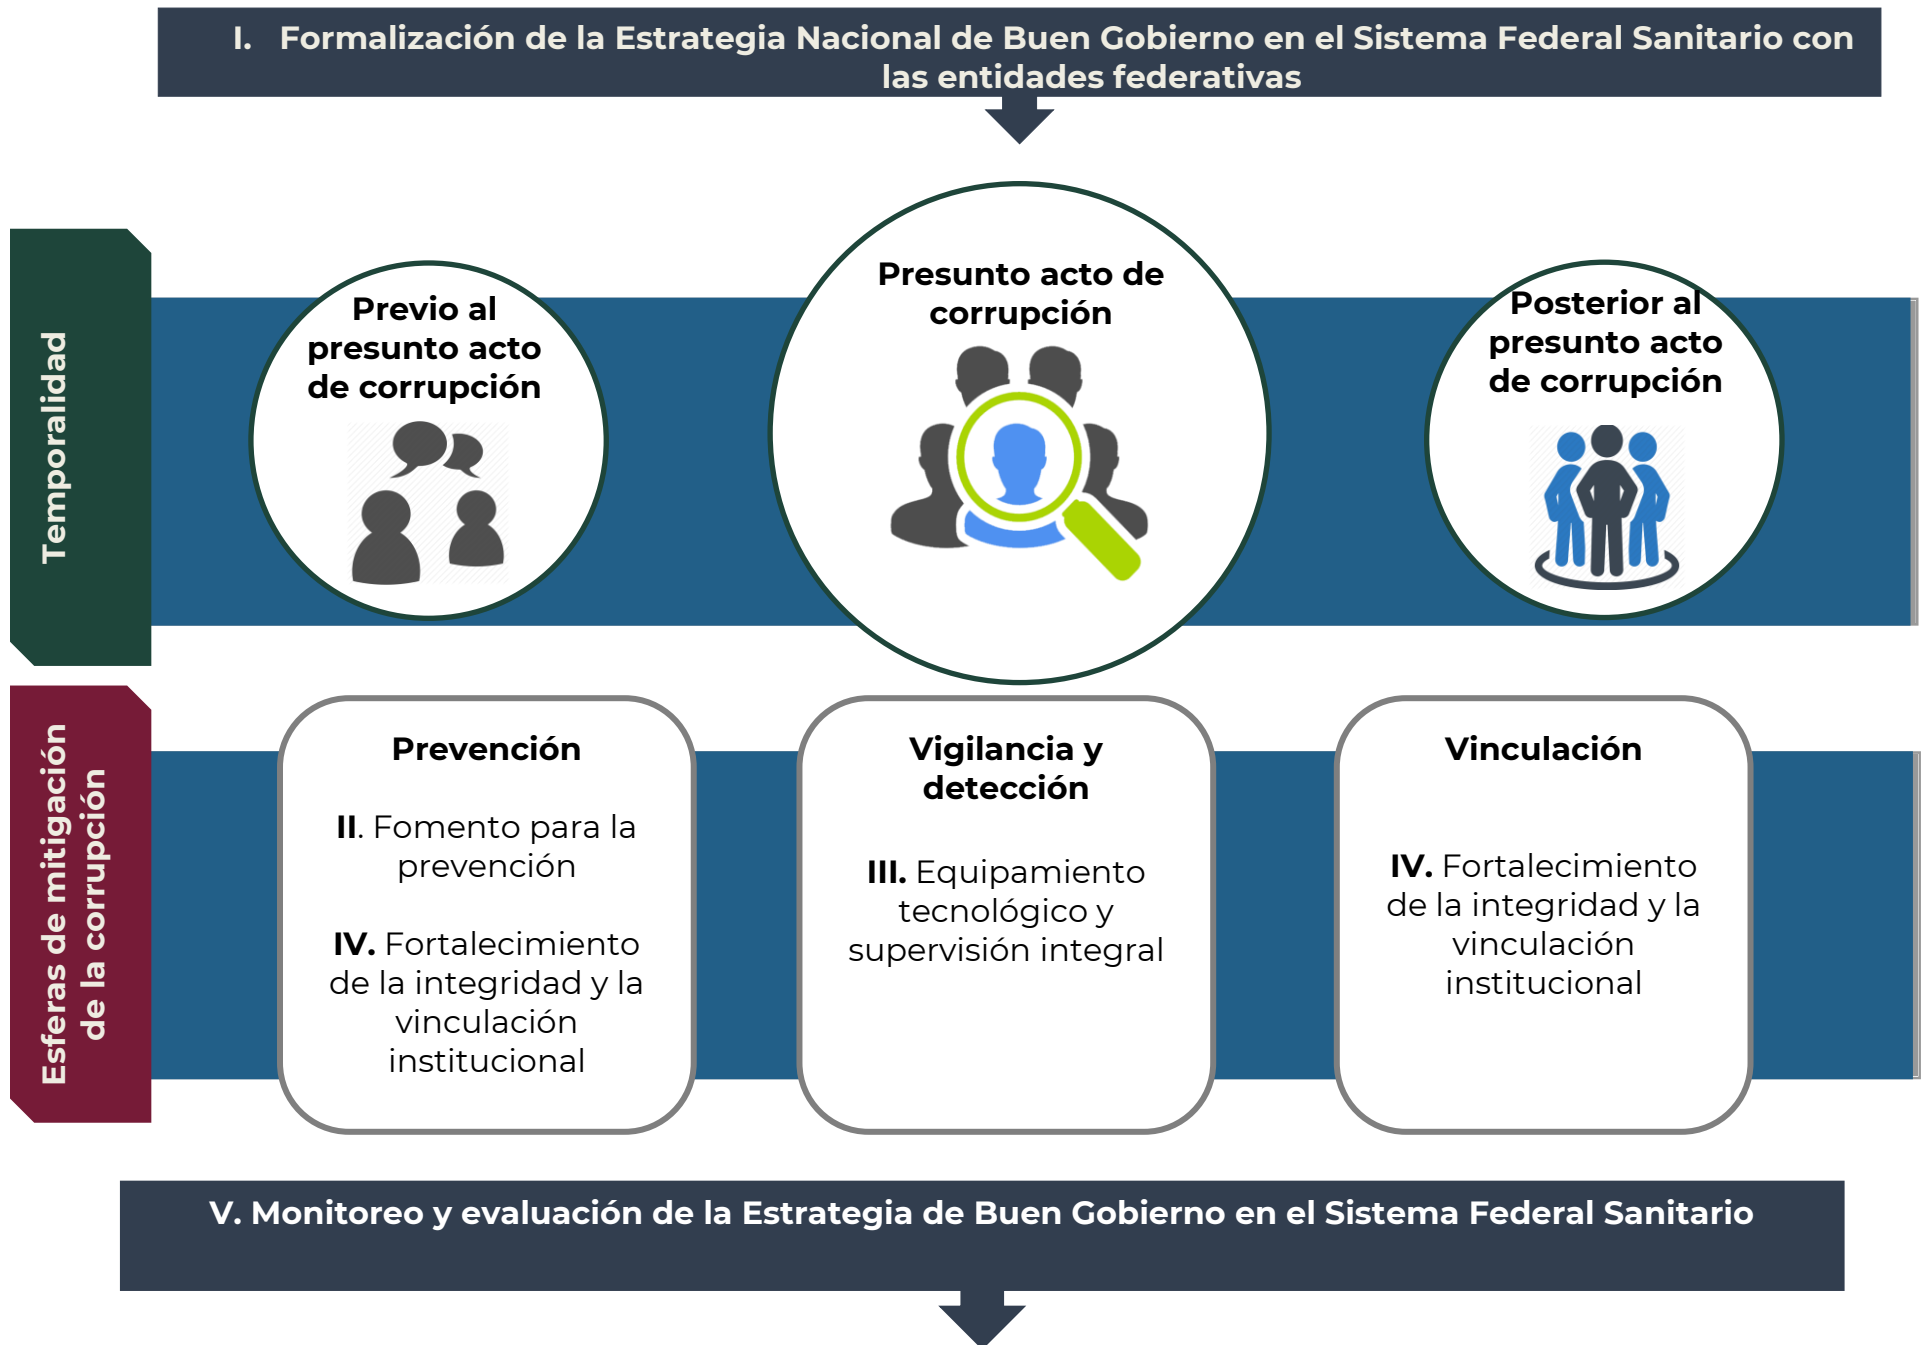 I. Formalización de la Estrategia Nacional de Buen Gobierno en el Sistema Federal Sanitario con
las entidades federativas
Temporalidad
Previo al
presunto acto
de corrupción
Presunto acto de
corrupción
Posterior al
presunto acto
de corrupción
Esferas de mitigación
de la corrupción
Prevención
II. Fomento para la
prevención
IV. Fortalecimiento
de la integridad y la
vinculación
institucional
Vigilancia y
detección
III. Equipamiento
tecnológico y
supervisión integral
Vinculación
IV. Fortalecimiento
de la integridad y la
vinculación
institucional
V. Monitoreo y evaluación de la Estrategia de Buen Gobierno en el Sistema Federal Sanitario